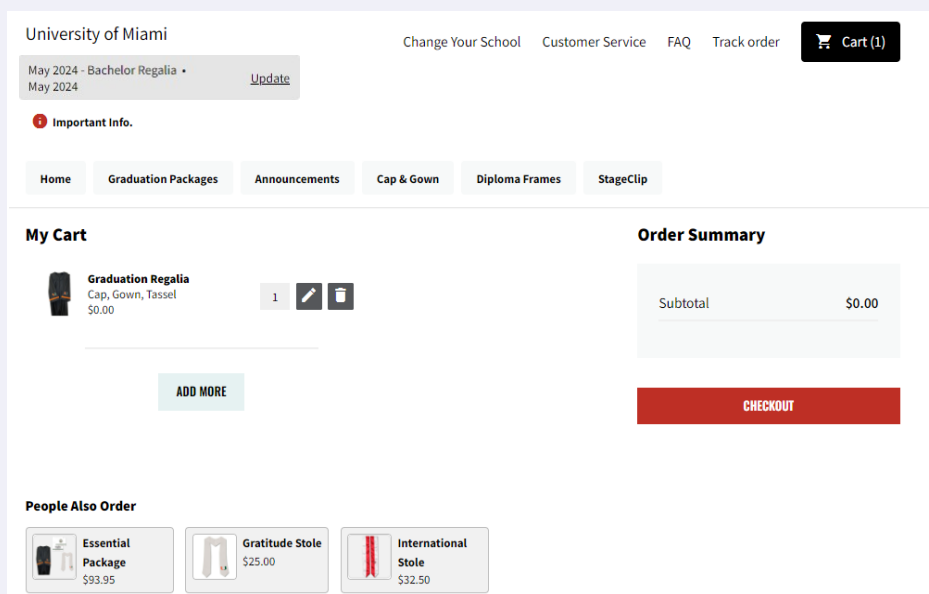 University of Miami
Change Your School
Customer Service
FAQ
Track order
Cart (1)
May 2024 - Bachelor Regalia •
May 2024
Update
Important Info.
Home
Graduation Packages
Announcements
Cap & Gown
Diploma Frames
StageClip
My Cart
Graduation Regalia
Cap, Gown, Tassel
$0.00
1
ADD MORE
Order Summary
Subtotal
$0.00
CHECKOUT
People Also Order
Essential
Package
$93.95
Gratitude Stole
$25.00
International
Stole
$32.50